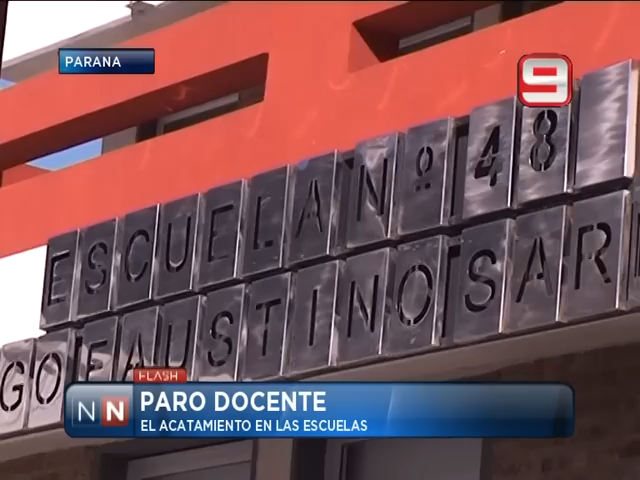 PARANA
9
ESCUELA Nº 48
GO FAUSTINO SAR
FLASH
NN
PARO DOCENTE
EL ACATAMIENTO EN LAS ESCUELAS